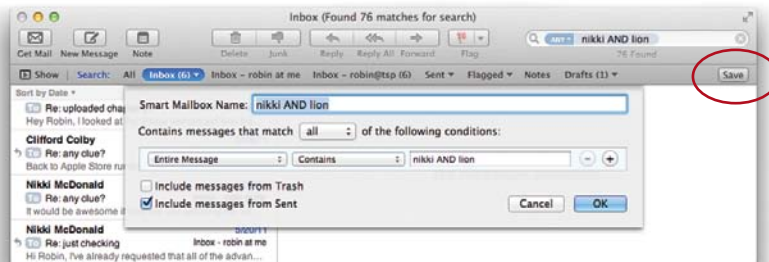 Inbox (Found 76 matches for search)
ANY nikki AND lion
Get Mail New Message Note Delete Junk Reply Reply All Forward Flag 76 Found
Show Search: All Inbox (6) Inbox - robin at me Inbox - robin@tsp (6) Sent Flagged Notes Drafts (1) Save
Sort by Date
Re: uploaded chap
Hey Robin, I looked at
Clifford Colby
Re: any clue?
Back to Apple Store ru
Nikki McDonald
Re: any clue?
It would be awesome i
Nikki McDonald 5/20/11
Re: just checking Inbox - robin at me
Hi Robin, I've already requested that all of the advan...
Smart Mailbox Name: nikki AND lion
Contains messages that match all of the following conditions:
Entire Message Contains nikki AND lion
Include messages from Trash
Include messages from Sent
Cancel OK